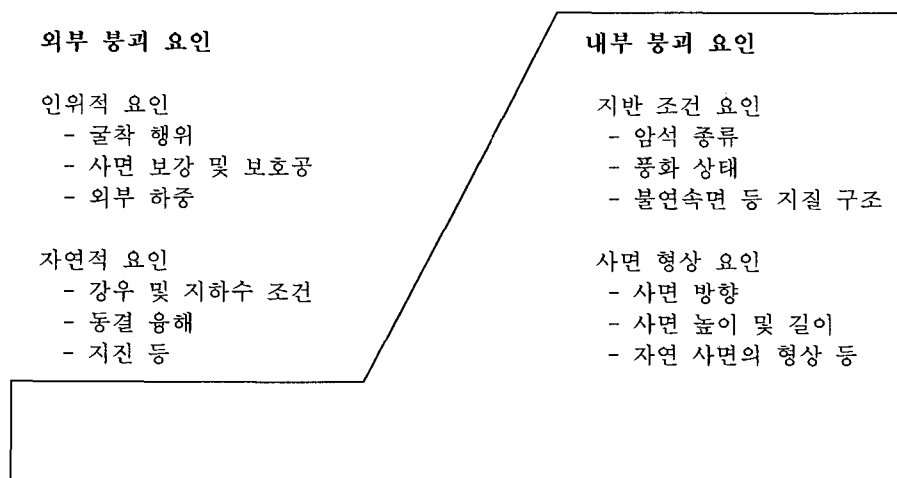 외부 붕괴 요인
인위적 요인
- 굴착 행위
- 사면 보강 및 보호공
- 외부 하중
자연적 요인
- 강우 및 지하수 조건
- 동결 융해
- 지진 등
내부 붕괴 요인
지반 조건 요인
- 암석 종류
- 풍화 상태
- 불연속면 등 지질 구조
사면 형상 요인
- 사면 방향
- 사면 높이 및 길이
- 자연 사면의 형상 등